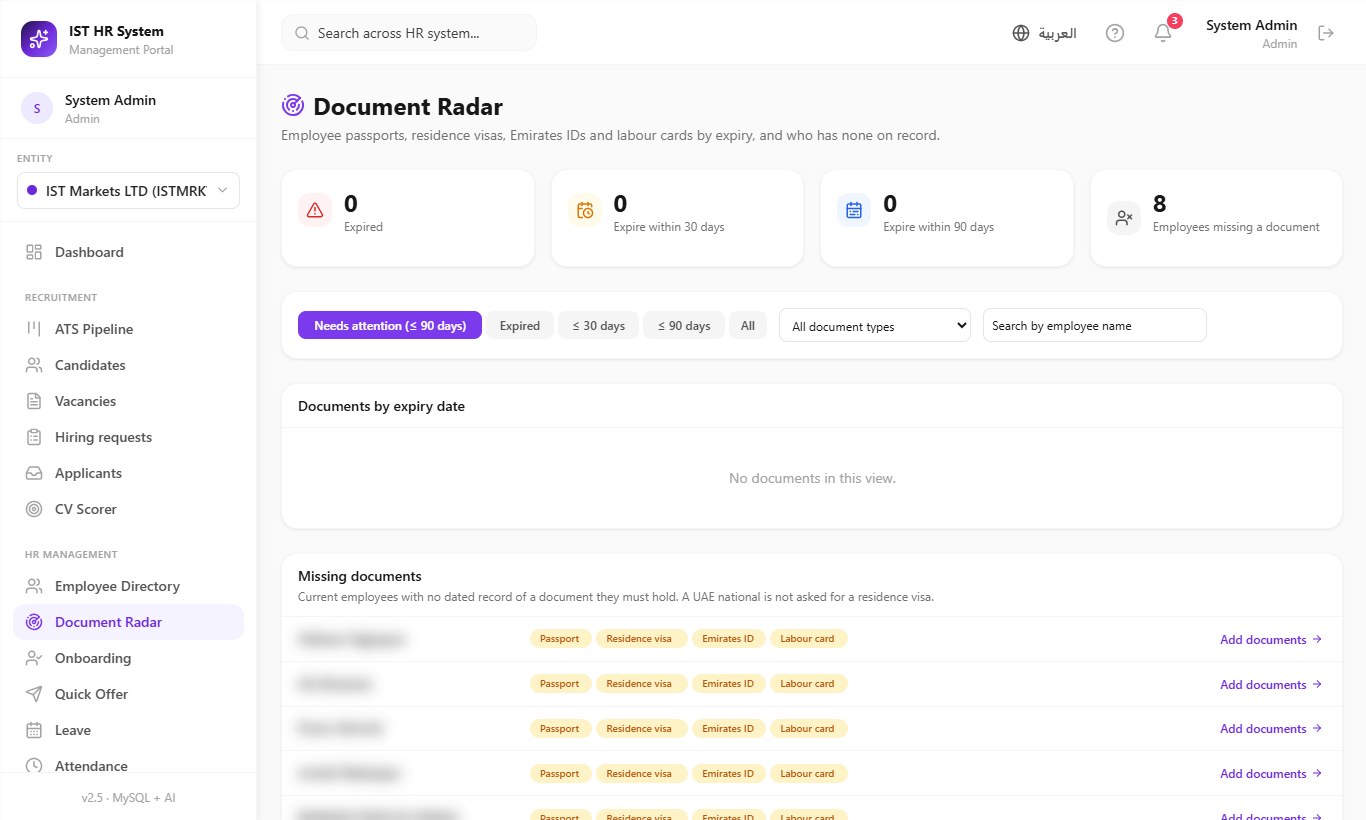 IST HR System
Management Portal
S
System Admin
Admin
ENTITY
IST Markets LTD (ISTMRK
Dashboard
RECRUITMENT
ATS Pipeline
Candidates
Vacancies
Hiring requests
Applicants
CV Scorer
HR MANAGEMENT
Employee Directory
Document Radar
Onboarding
Quick Offer
Leave
Attendance
v2.5 · MySQL + AI
Search across HR system...
العربية
3
System Admin
Admin
Document Radar
Employee passports, residence visas, Emirates IDs and labour cards by expiry, and who has none on record.
0
Expired
0
Expire within 30 days
0
Expire within 90 days
8
Employees missing a document
Needs attention (≤ 90 days) Expired ≤ 30 days ≤ 90 days All All document types Search by employee name
Documents by expiry date
No documents in this view.
Missing documents
Current employees with no dated record of a document they must hold. A UAE national is not asked for a residence visa.
Passport Residence visa Emirates ID Labour card Add documents →
Passport Residence visa Emirates ID Labour card Add documents →
Passport Residence visa Emirates ID Labour card Add documents →
Passport Residence visa Emirates ID Labour card Add documents →
Passport Residence visa Emirates ID Labour card Add documents →